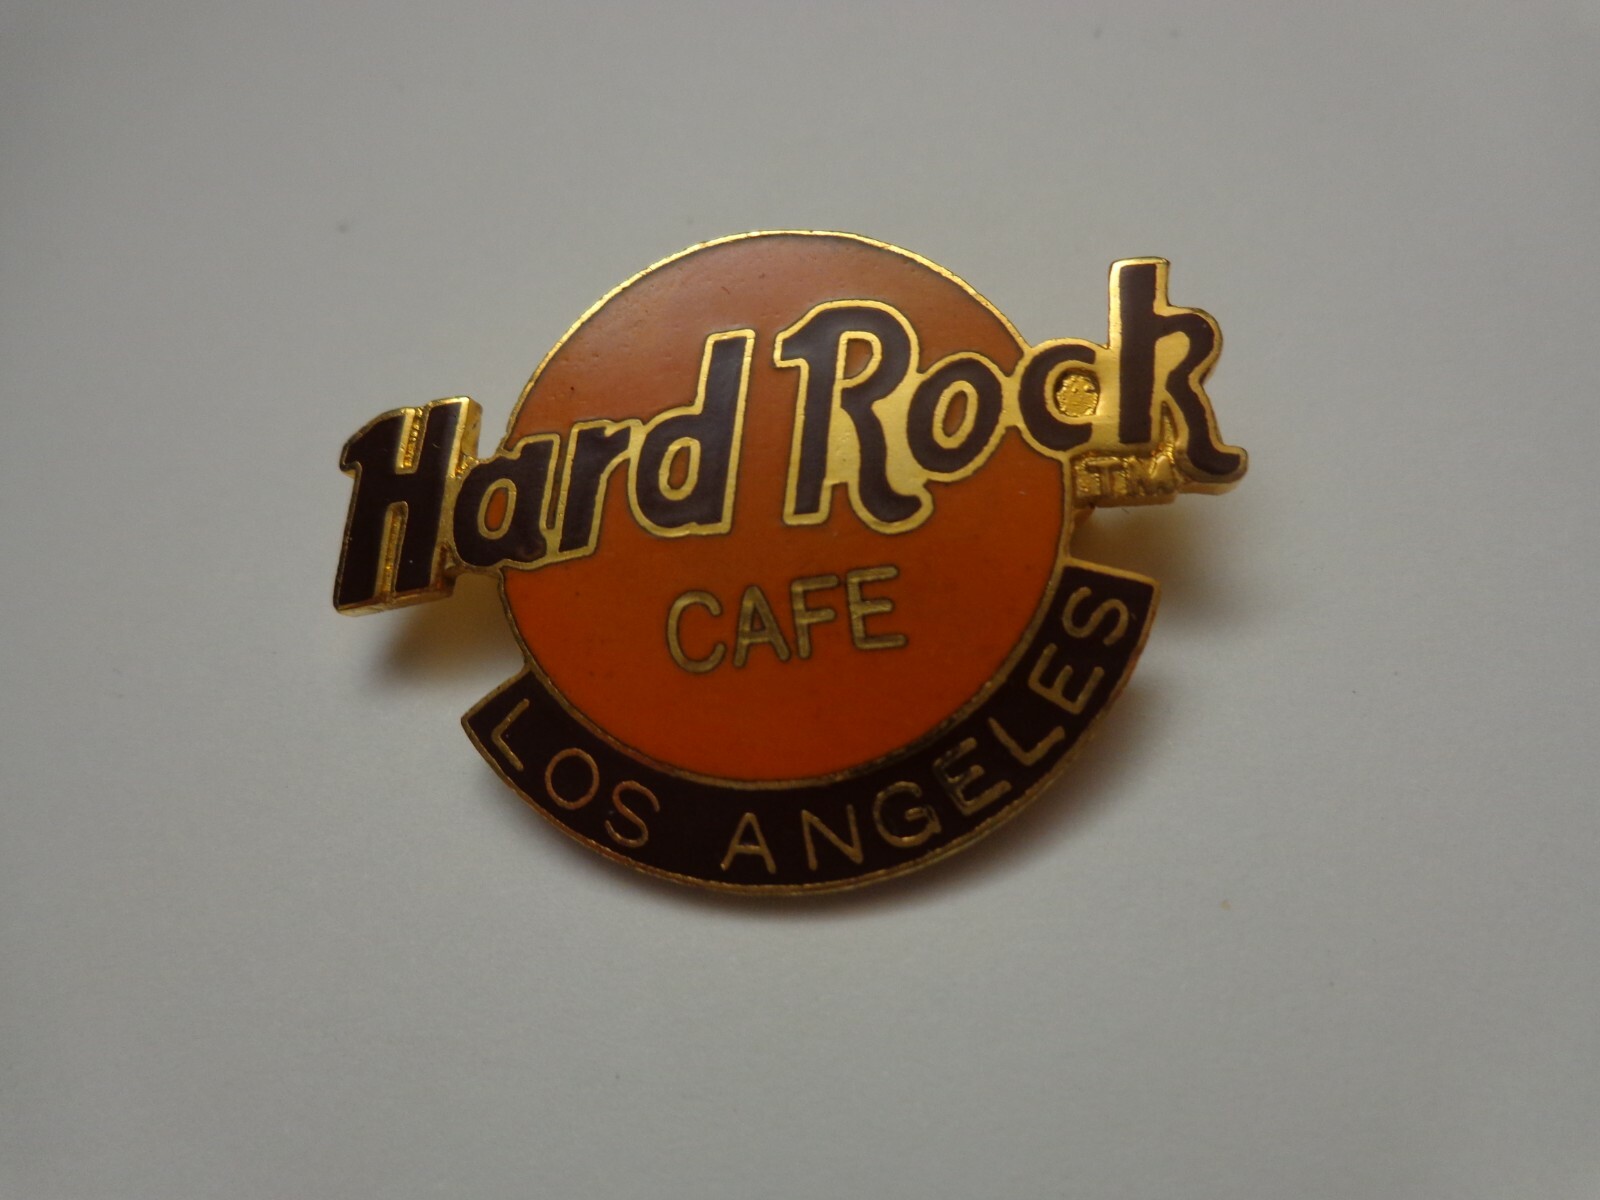 Hard Rock
TM
CAFE
LOS ANGELES